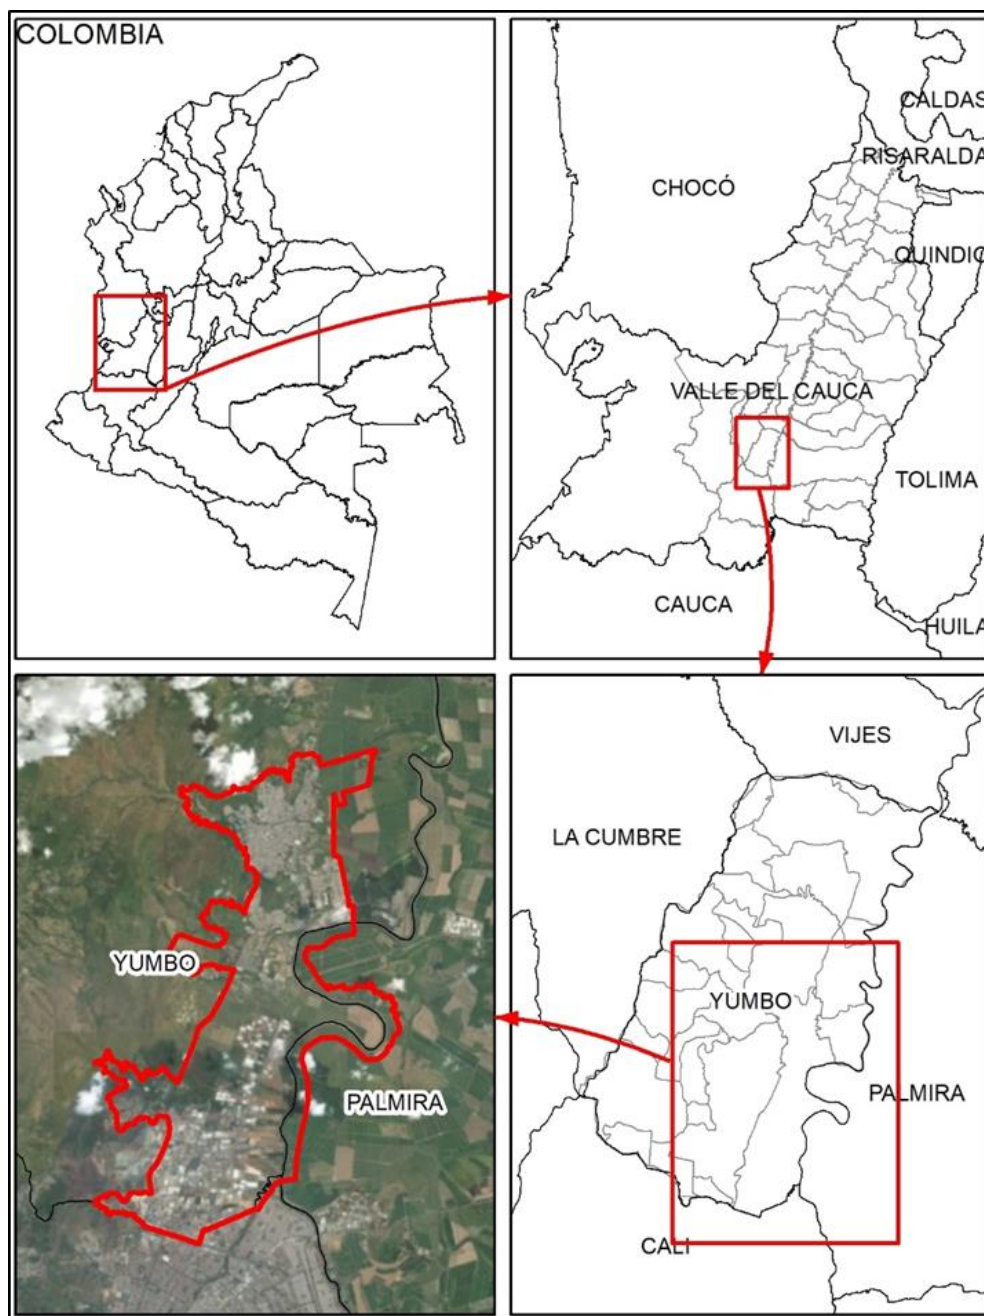 COLOMBIA
CALDAS
RISARALDA
CHOCÓ
QUINDIO
VALLE DEL CAUCA
TOLIMA
CAUCA
HUILA
YUMBO
PALMIRA
VIJES
LA CUMBRE
YUMBO
PALMIRA
CALI